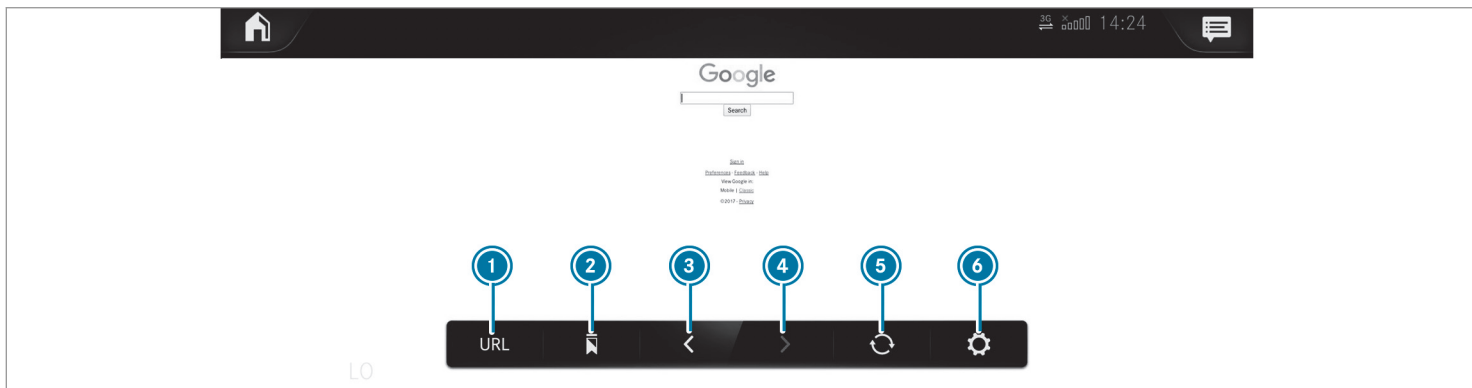 3G 14:24
Google
Search
Sign in
Preferences - Feedback - Help
View Google in:
Mobile | Classic
©2017 - Privacy
1 2 3 4 5 6
URL
LO